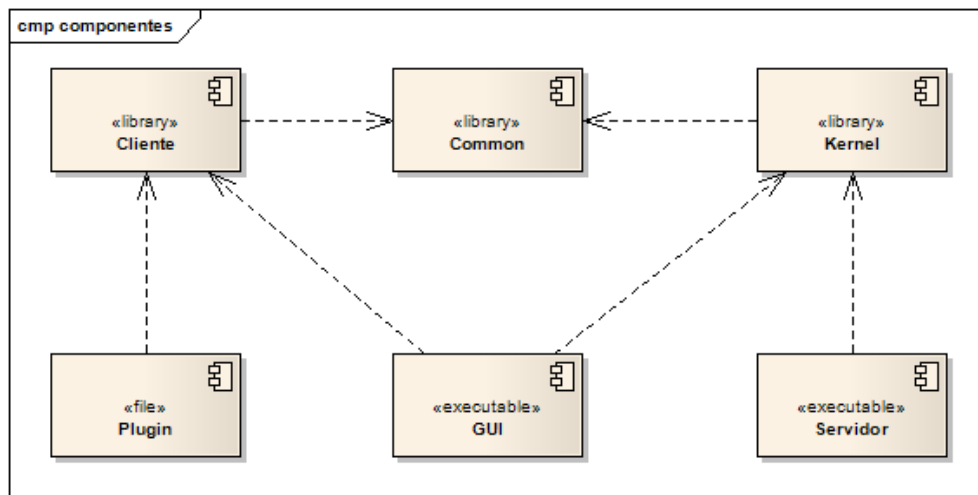 cmp componentes
«library»
Cliente
«library»
Common
«library»
Kernel
«file»
Plugin
«executable»
GUI
«executable»
Servidor